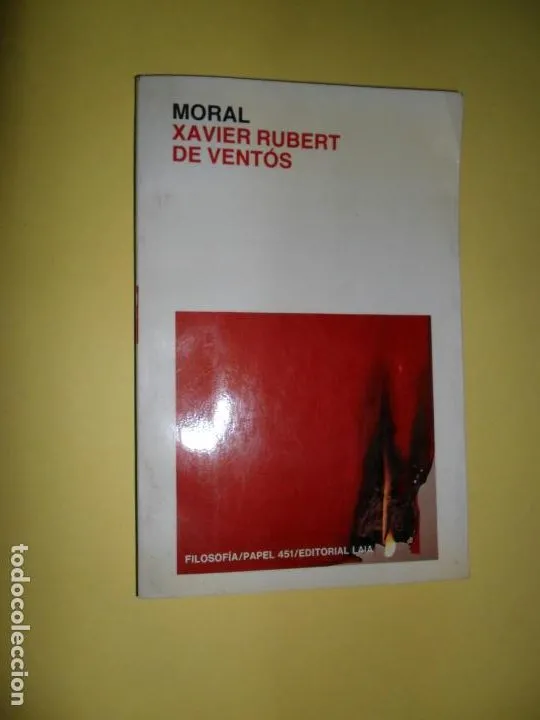 MORAL
XAVIER RUBERT
DE VENTÓS
FILOSOFÍA/PAPEL 451/EDITORIAL LAIA
todocoleccion